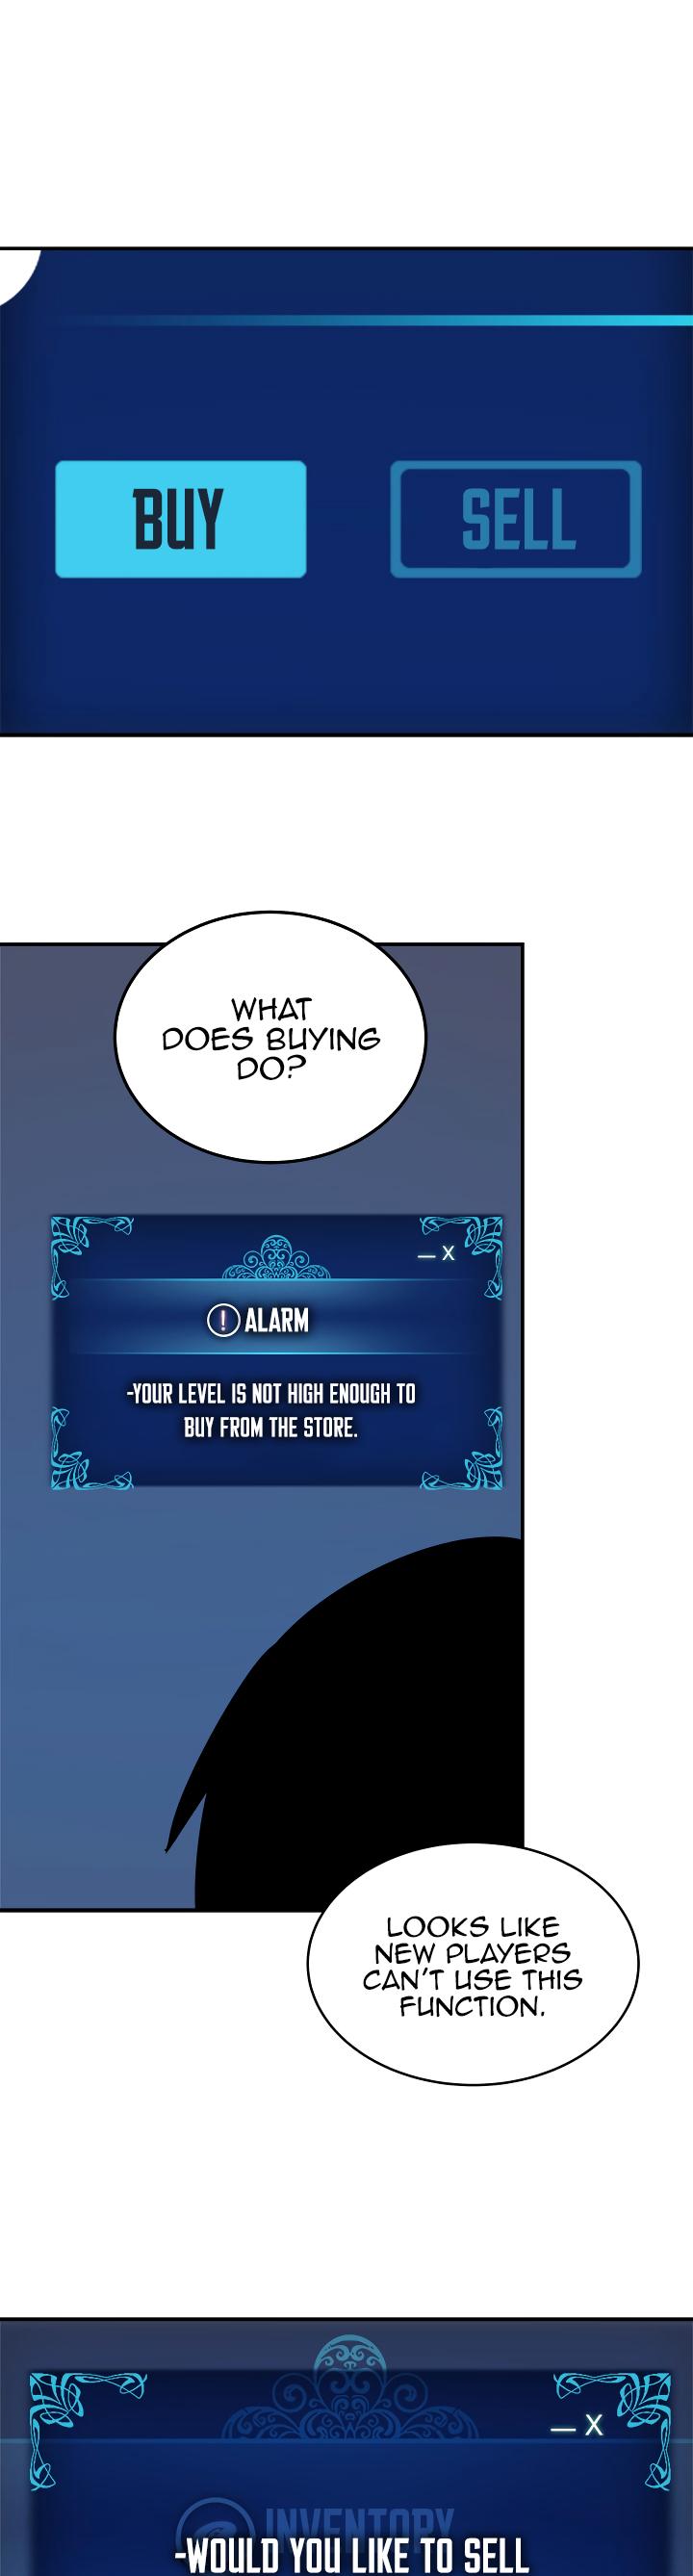 BUY
SELL
WHAT
DOES BUYING
DO?
— X
! ALARM
-YOUR LEVEL IS NOT HIGH ENOUGH TO
BUY FROM THE STORE.
LOOKS LIKE
NEW PLAYERS
CAN'T USE THIS
FUNCTION.
— X
INVENTORY
-WOULD YOU LIKE TO SELL